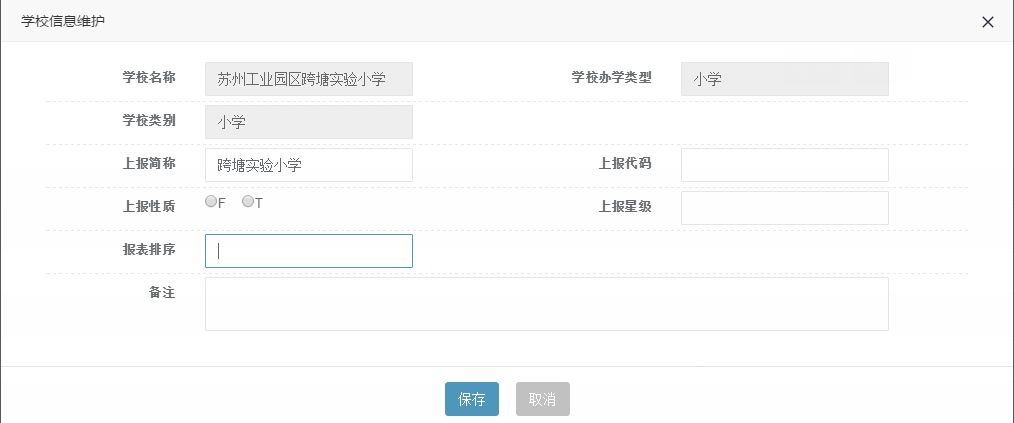 学校信息维护
学校名称 苏州工业园区跨塘实验小学 学校办学类型 小学
学校类别 小学
上报简称 跨塘实验小学 上报代码
上报性质 F T 上报星级
报表排序
备注
保存 取消